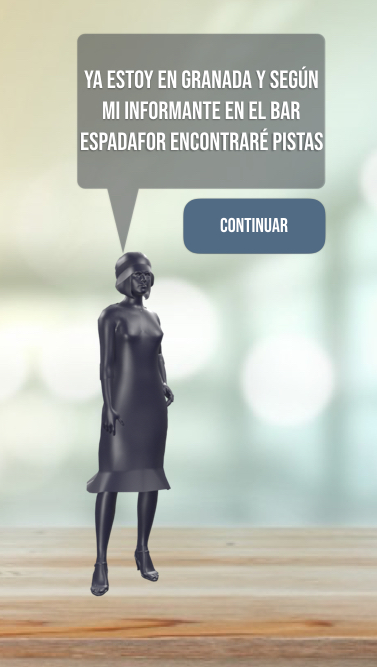 YA ESTOY EN GRANADA Y SEGÚN
MI INFORMANTE EN EL BAR
ESPADAFOR ENCONTRARÉ PISTAS
CONTINUAR